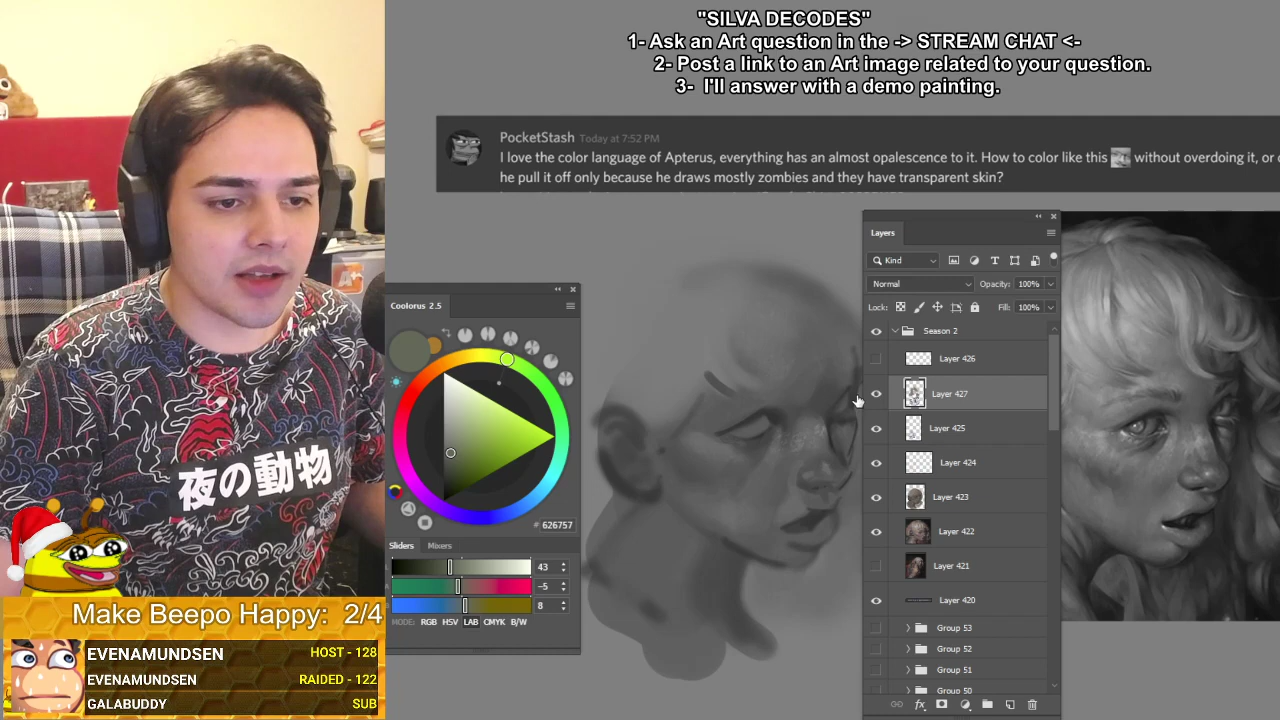 "SILVA DECODES"
1- Ask an Art question in the -> STREAM CHAT <-
2- Post a link to an Art image related to your question.
3- I'll answer with a demo painting.
PocketStash Today at 7:52 PM
I love the color language of Apterus, everything has an almost opalescence to it. How to color like this without overdoing it, or
he pull it off only because he draws mostly zombies and they have transparent skin?
Layers
Kind
Normal Opacity: 100%
Lock: Fill: 100%
Season 2
Layer 426
Layer 427
Layer 425
Layer 424
Layer 423
Layer 422
Layer 421
Layer 420
Group 53
Group 52
Group 51
Group 50
fx
Coolorus 2.5
# 626757
Sliders Mixers
43
-5
8
MODE: RGB HSV LAB CMYK B/W
夜の動物
Make Beepo Happy: 2/4
EVENAMUNDSEN HOST - 128
EVENAMUNDSEN RAIDED - 122
GALABUDDY SUB